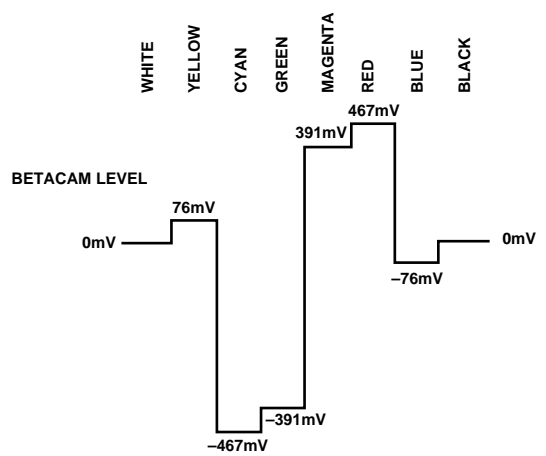 WHITE
YELLOW
CYAN
GREEN
MAGENTA
RED
BLUE
BLACK
467mV
391mV
BETACAM LEVEL
76mV
0mV
0mV
–76mV
–391mV
–467mV